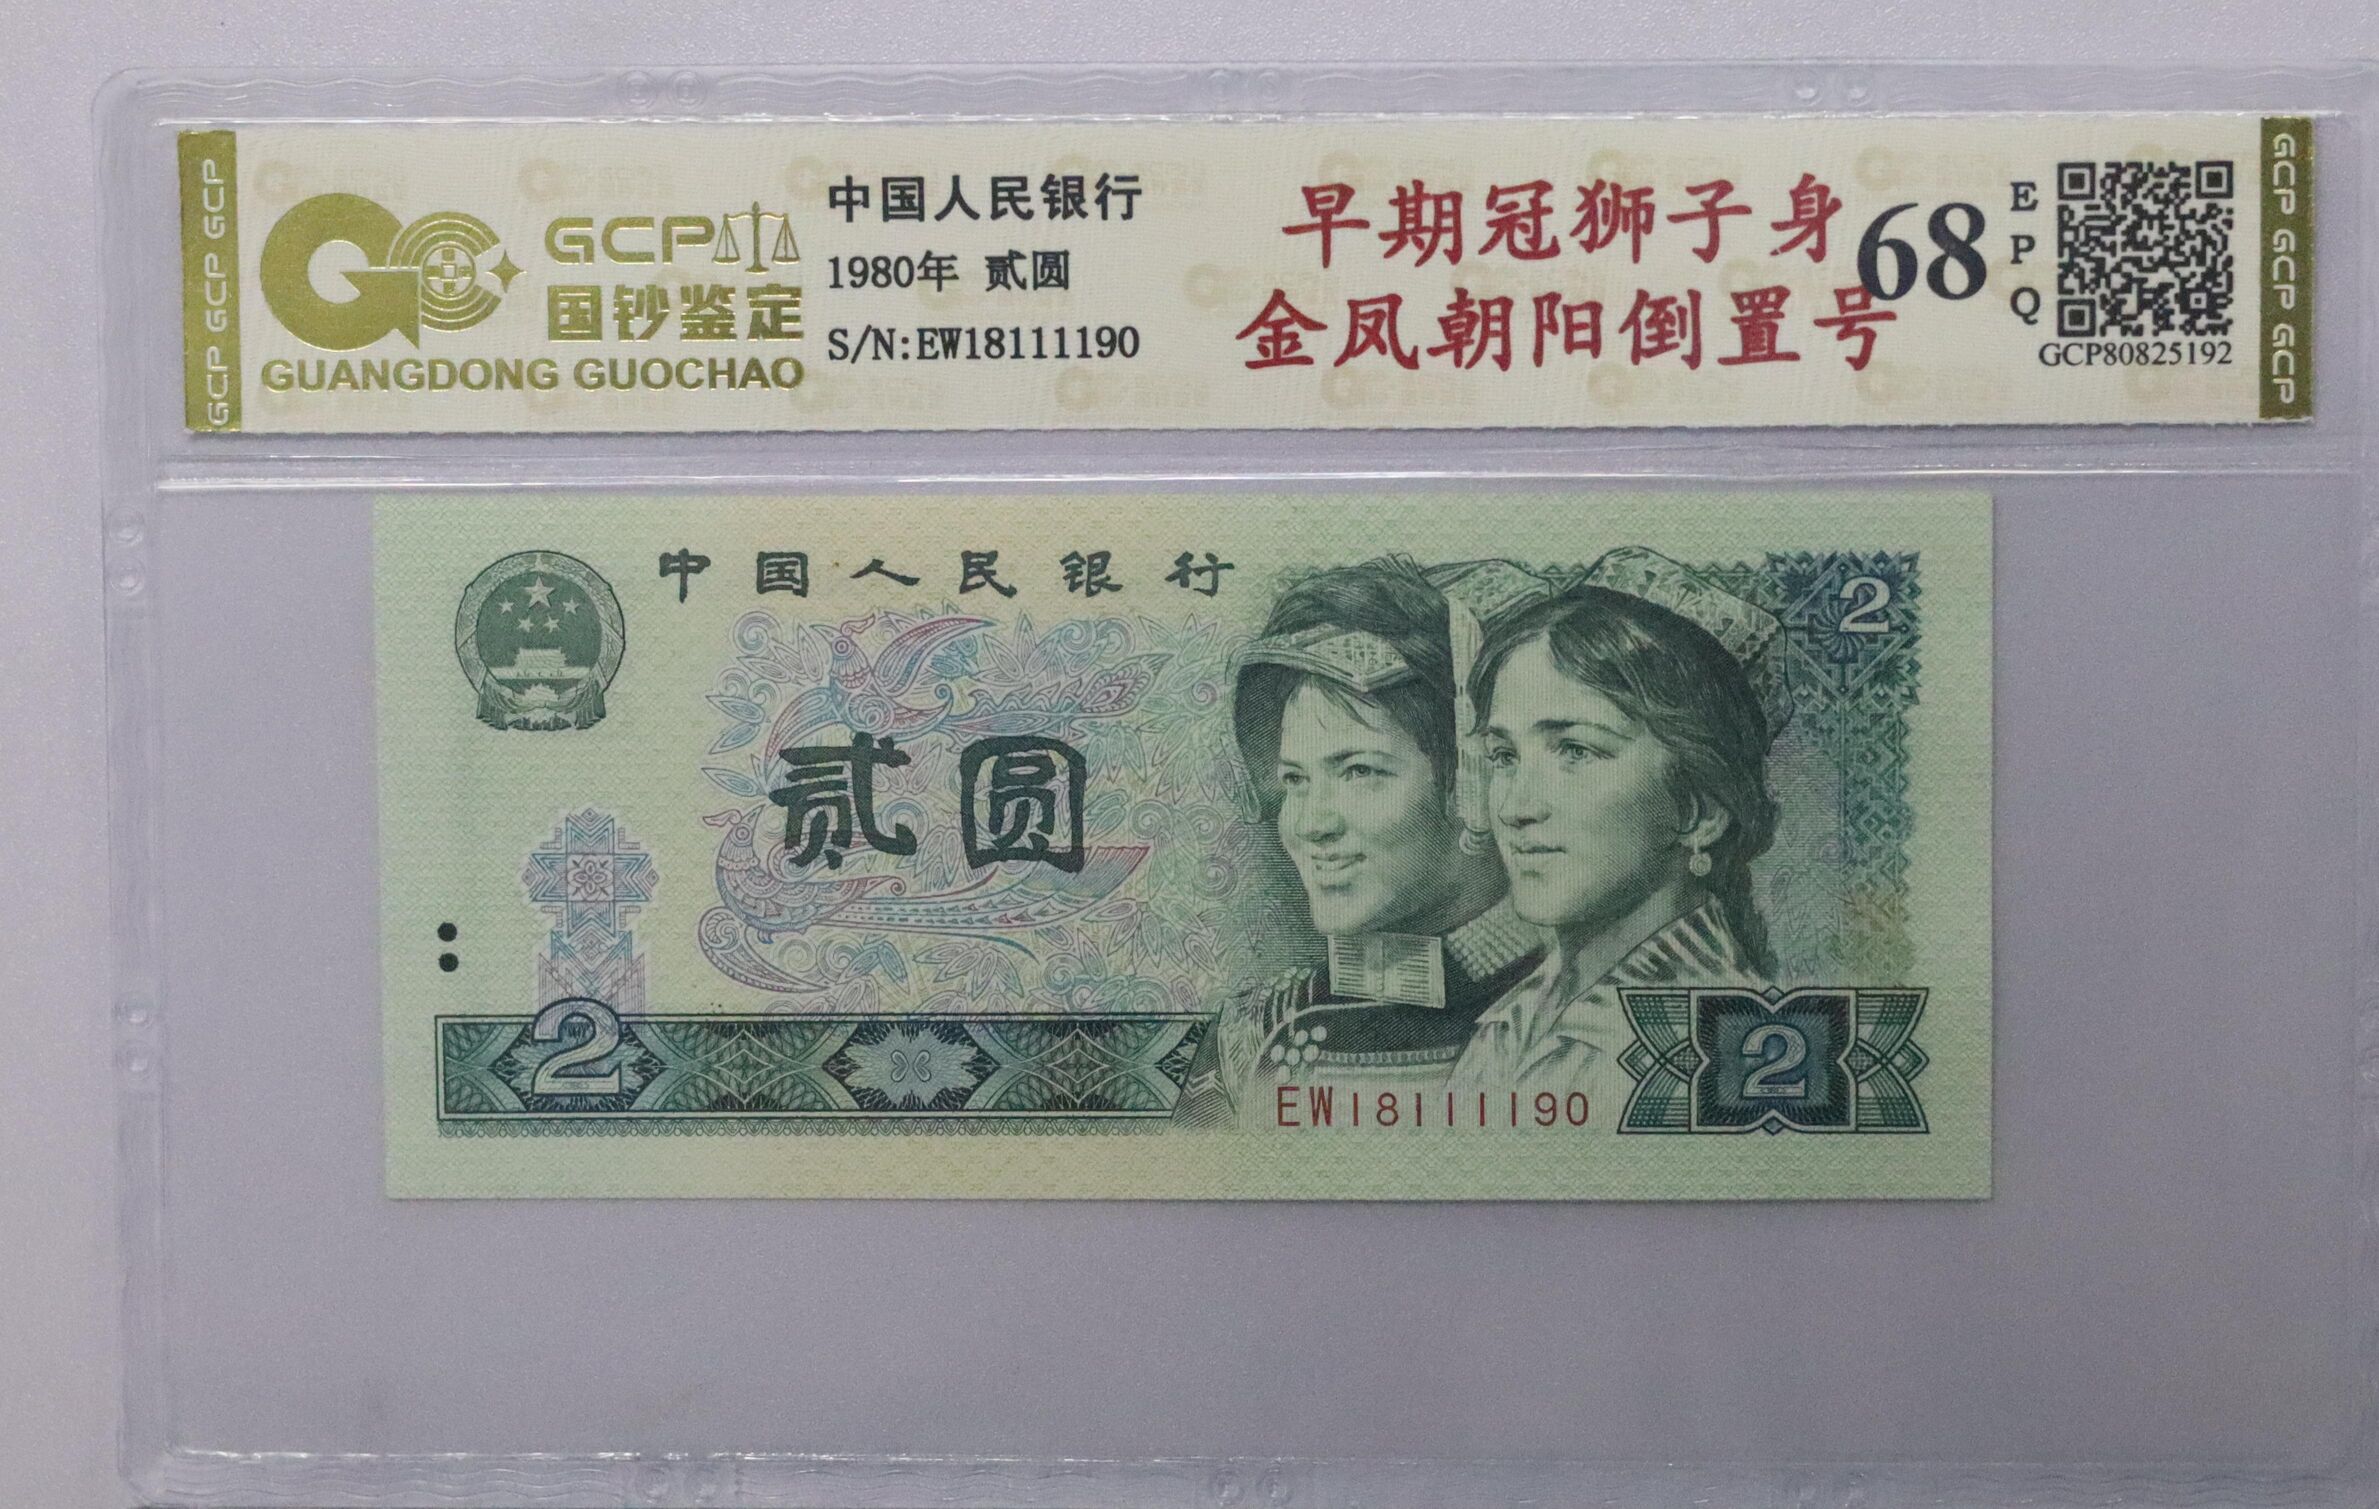 GCP GCP GCP
GCP
国钞鉴定
GUANGDONG GUOCHAO
中国人民银行
1980年 贰圆
S/N:EW18111190
早期冠狮子身
金凤朝阳倒置号
68
EPQ
GCP80825192
GCP GCP GCP
中国人民银行
2
贰圆
2
EW18111190
2